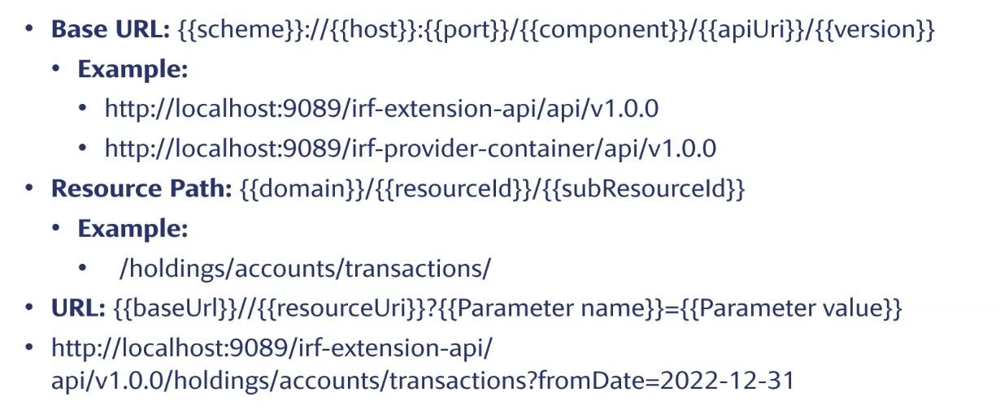 • Base URL: {{scheme}}://{{host}}:{{port}}/{{component}}/{{apiUri}}/{{version}}
• Example:
• http://localhost:9089/irf-extension-api/api/v1.0.0
• http://localhost:9089/irf-provider-container/api/v1.0.0
• Resource Path: {{domain}}/{{resourceId}}/{{subResourceId}}
• Example:
• /holdings/accounts/transactions/
• URL: {{baseUrl}}//{{resourceUri}}?{{Parameter name}}={{Parameter value}}
• http://localhost:9089/irf-extension-api/
api/v1.0.0/holdings/accounts/transactions?fromDate=2022-12-31